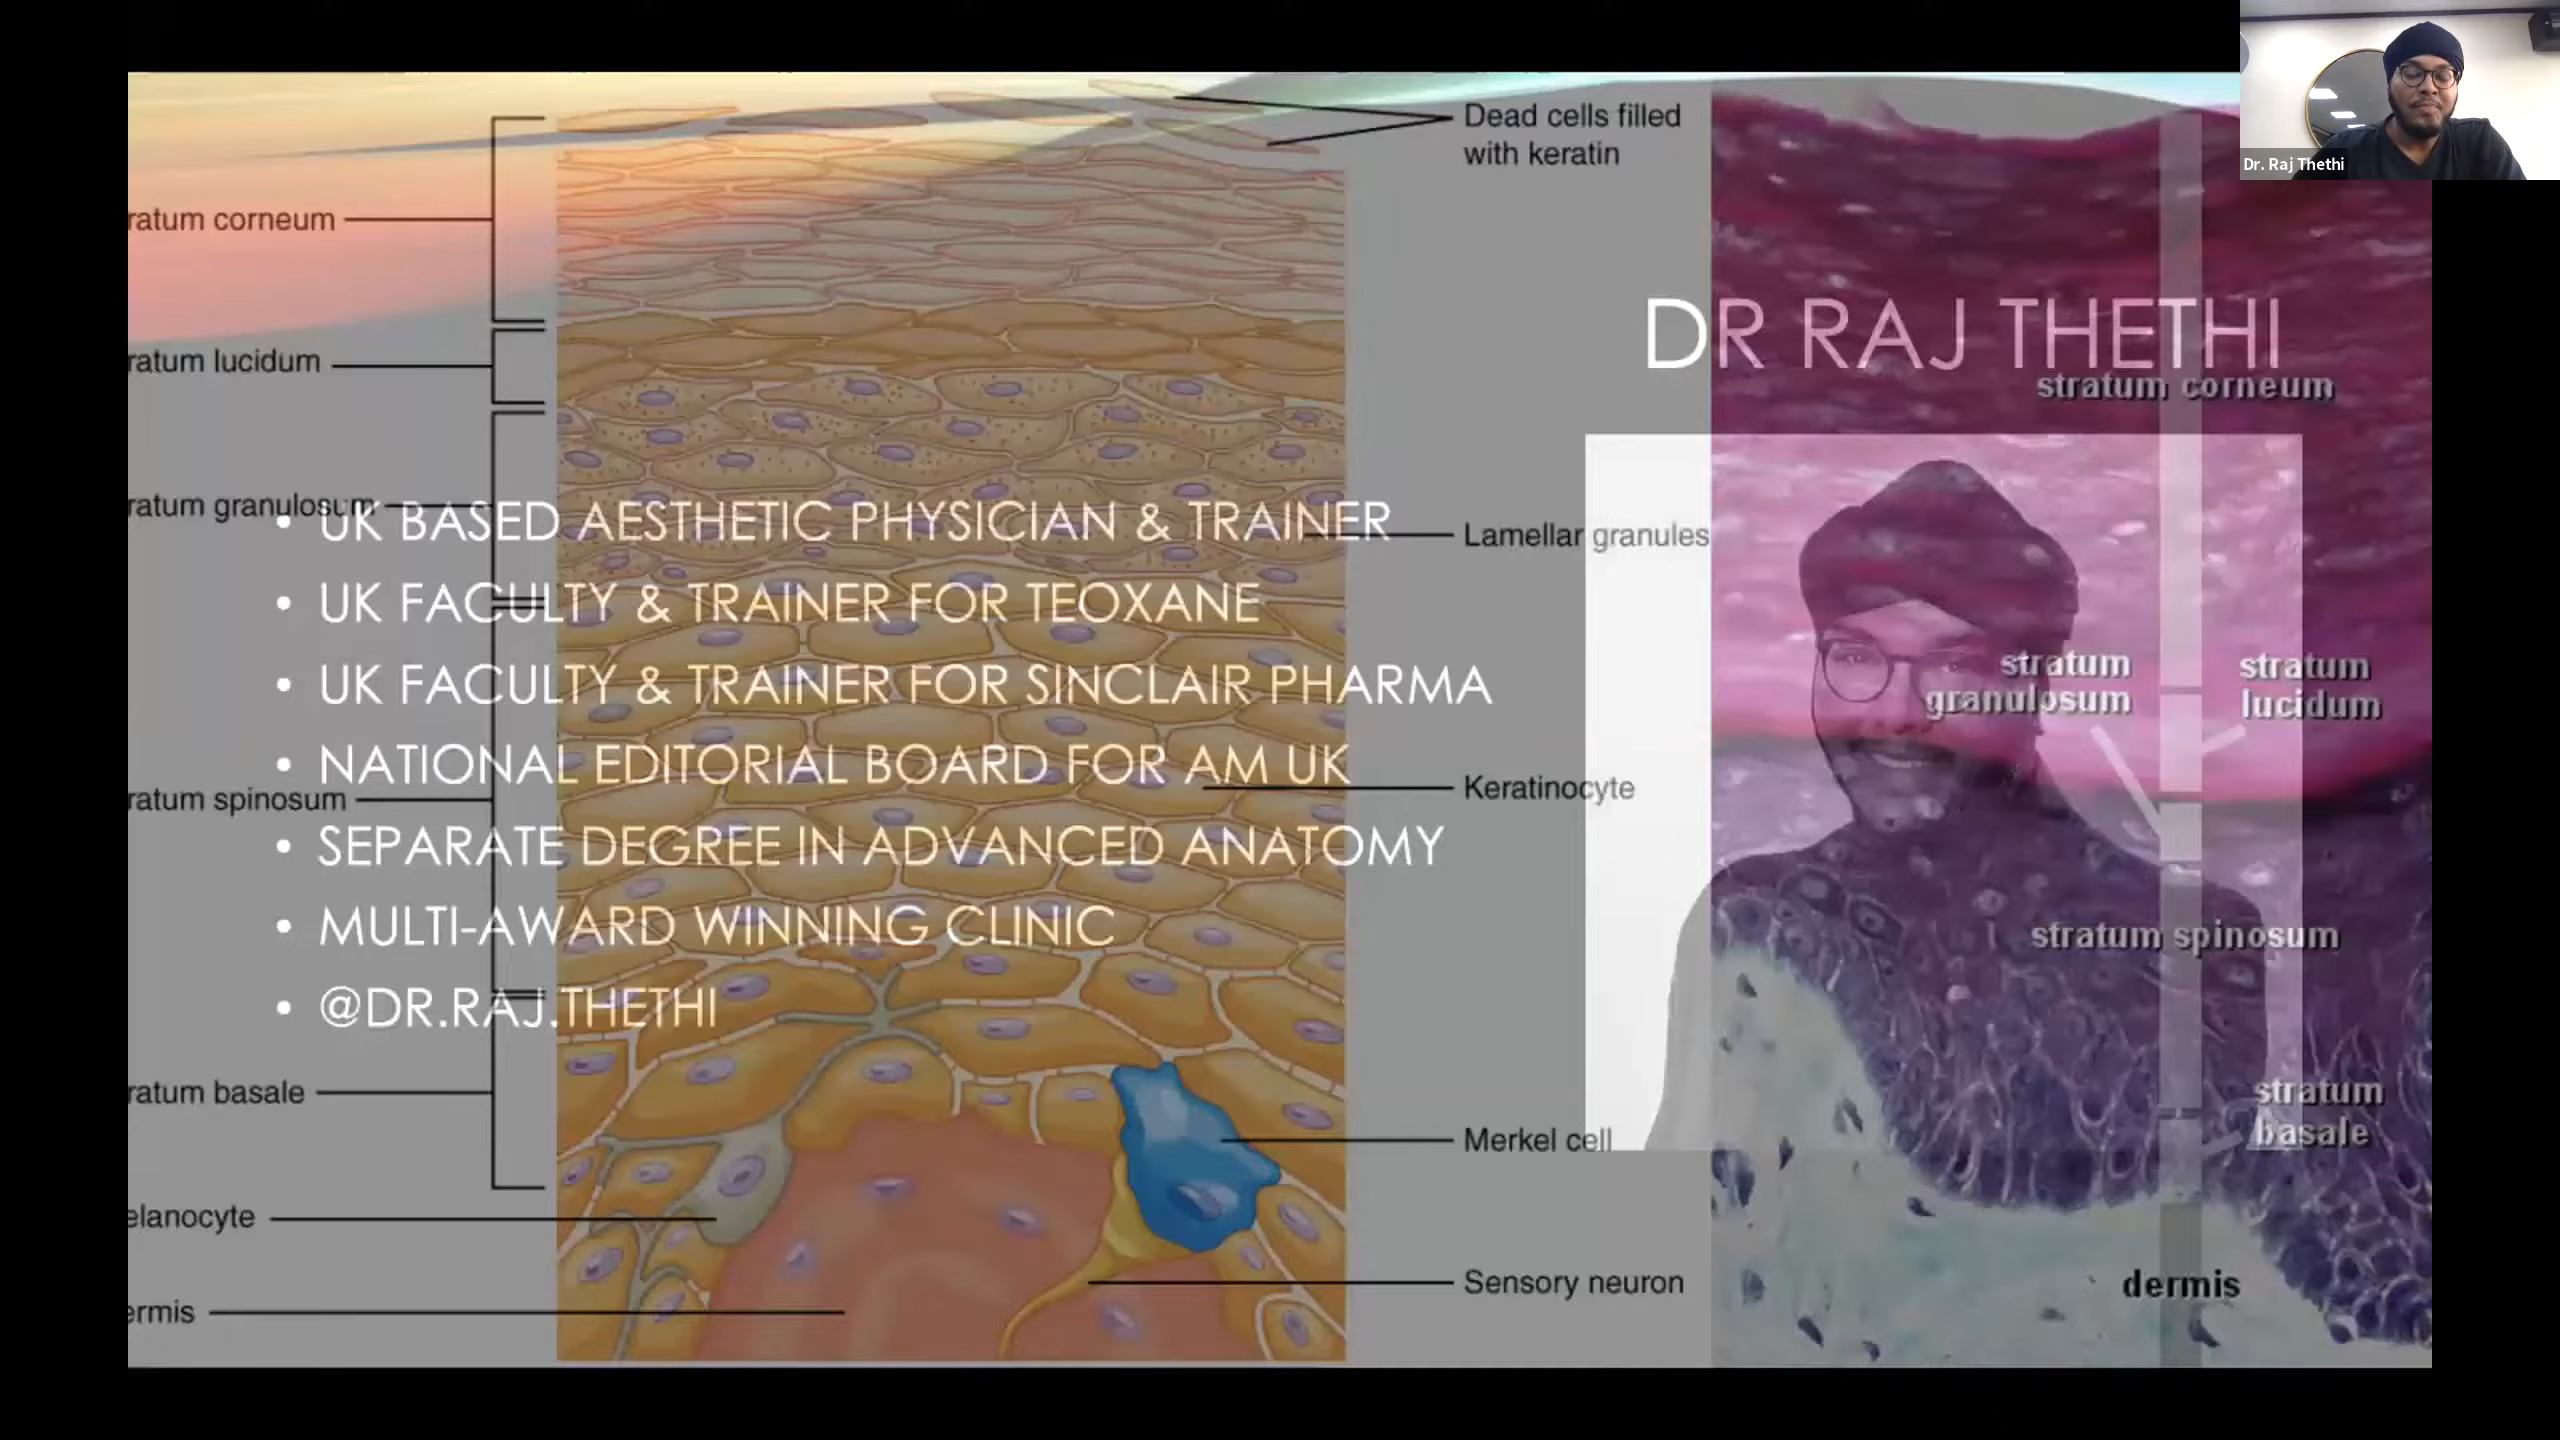 Dr. Raj Thethi
DR RAJ THETHI
• UK BASED AESTHETIC PHYSICIAN & TRAINER
• UK FACULTY & TRAINER FOR TEOXANE
• UK FACULTY & TRAINER FOR SINCLAIR PHARMA
• NATIONAL EDITORIAL BOARD FOR AM UK
• SEPARATE DEGREE IN ADVANCED ANATOMY
• MULTI-AWARD WINNING CLINIC
• @DR.RAJ.THETHI
ratum corneum
ratum lucidum
ratum granulosum
ratum spinosum
ratum basale
elanocyte
ermis
Dead cells filled
with keratin
Lamellar granules
Keratinocyte
Merkel cell
Sensory neuron
stratum corneum
stratum
granulosum
stratum
lucidum
stratum spinosum
stratum
basale
dermis